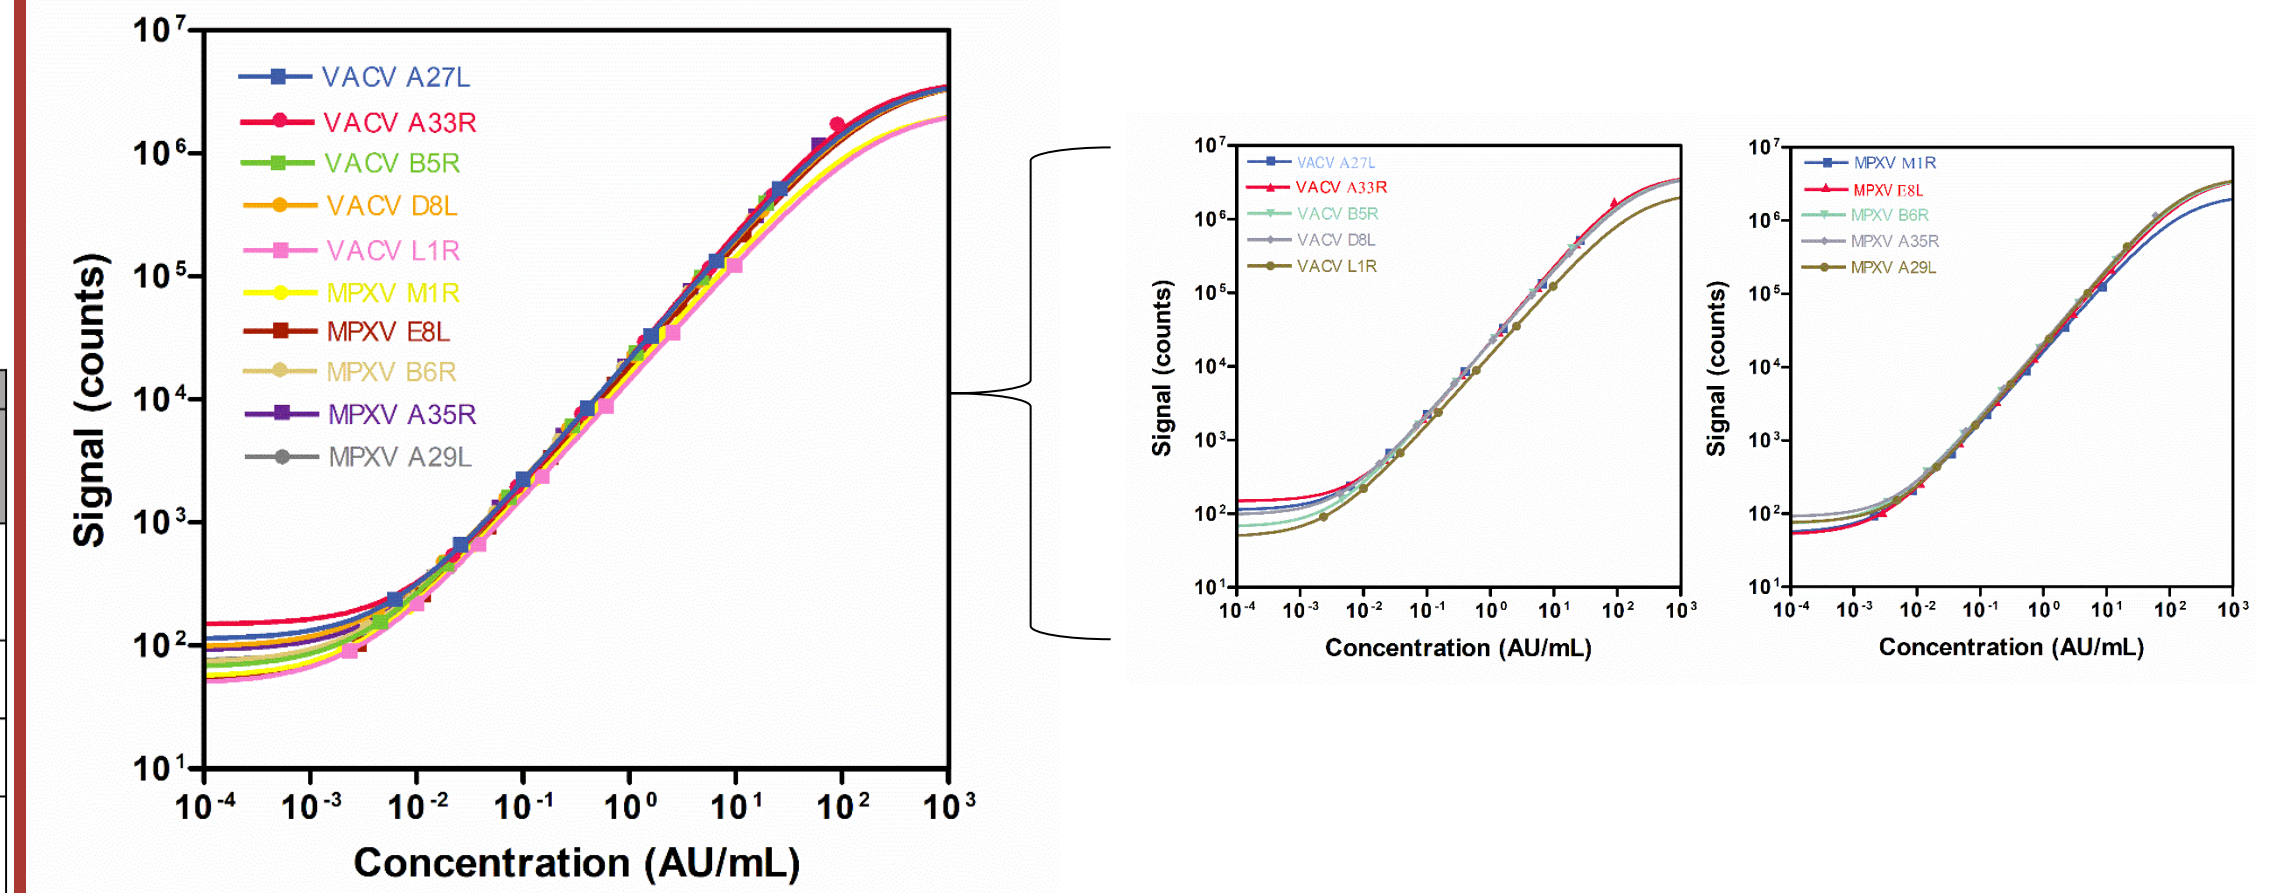 10⁷
10⁶
10⁵
10⁴
10³
10²
10¹
Signal (counts)
VACV A27L
VACV A33R
VACV B5R
VACV D8L
VACV L1R
MPXV M1R
MPXV E8L
MPXV B6R
MPXV A35R
MPXV A29L
10⁻⁴ 10⁻³ 10⁻² 10⁻¹ 10⁰ 10¹ 10² 10³
Concentration (AU/mL)
10⁷
10⁶
10⁵
10⁴
10³
10²
10¹
Signal (counts)
VACV A27L
VACV A33R
VACV B5R
VACV D8L
VACV L1R
10⁻⁴ 10⁻³ 10⁻² 10⁻¹ 10⁰ 10¹ 10² 10³
Concentration (AU/mL)
10⁷
10⁶
10⁵
10⁴
10³
10²
10¹
Signal (counts)
MPXV M1R
MPXV E8L
MPXV B6R
MPXV A35R
MPXV A29L
10⁻⁴ 10⁻³ 10⁻² 10⁻¹ 10⁰ 10¹ 10² 10³
Concentration (AU/mL)